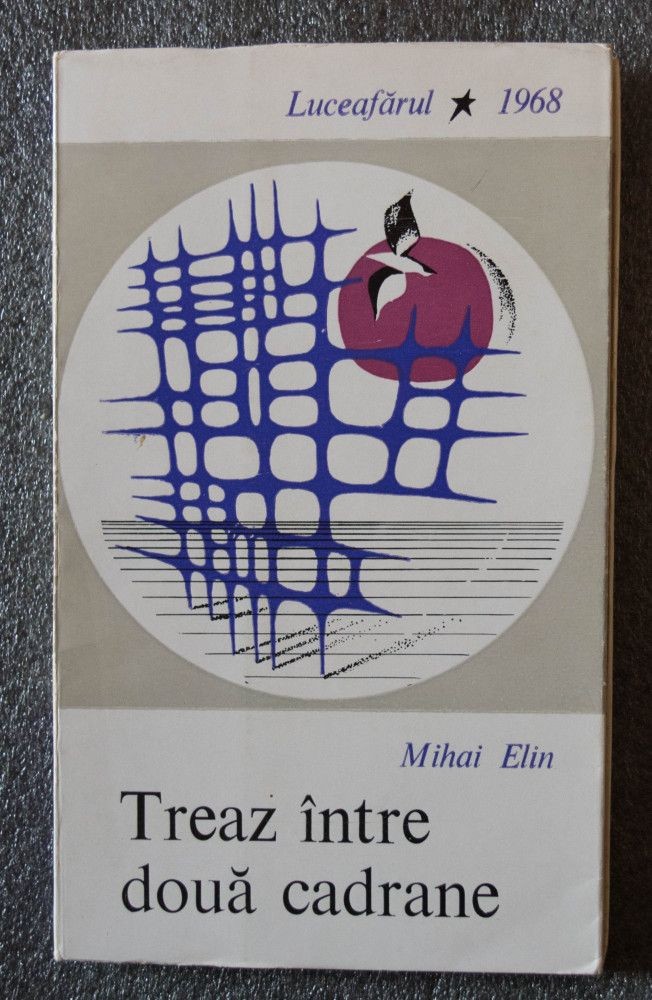 Luceafărul ★ 1968
Mihai Elin
Treaz între
două cadrane